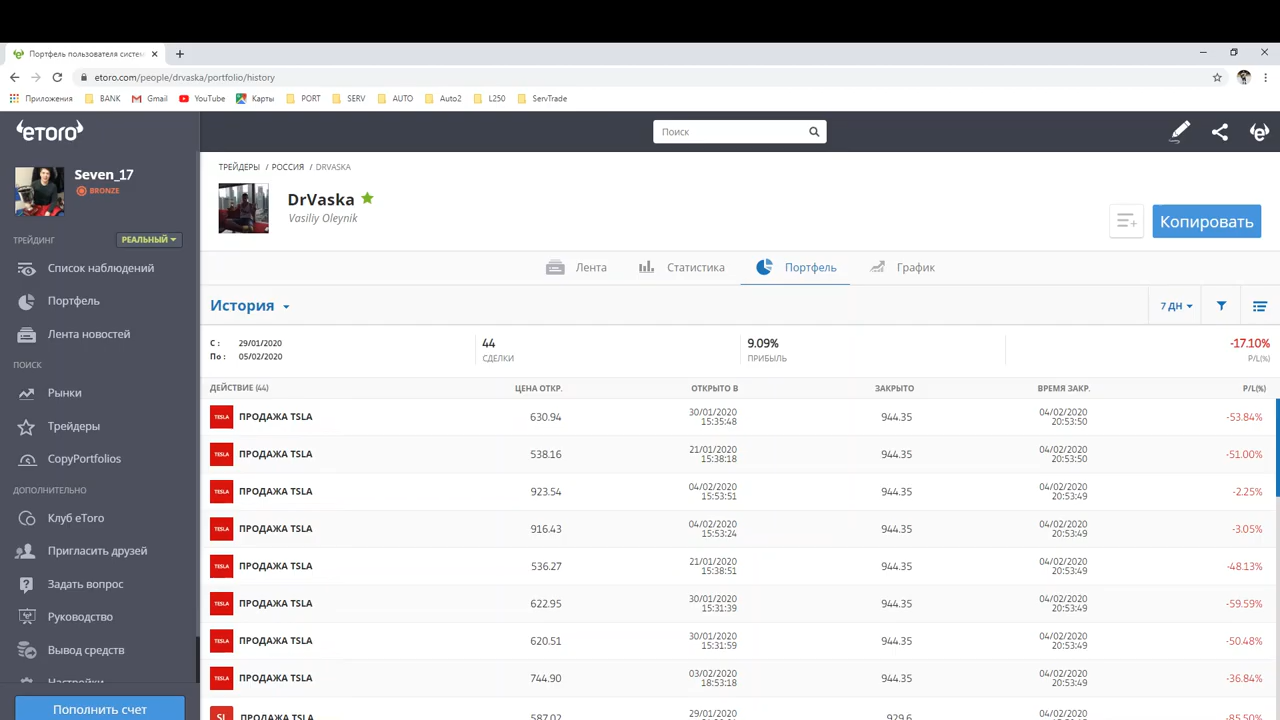 Портфель пользователя систем
etoro.com/people/drvaska/portfolio/history
Приложения BANK Gmail YouTube Карты PORT SERV AUTO Auto2 L250 ServTrade
eTORO
Поиск
Seven_17
BRONZE
ТРЕЙДИНГ РЕАЛЬНЫЙ
Список наблюдений
Портфель
Лента новостей
ПОИСК
Рынки
Трейдеры
CopyPortfolios
ДОПОЛНИТЕЛЬНО
Клуб eToro
Пригласить друзей
Задать вопрос
Руководство
Вывод средств
Настройки
Пополнить счет
ТРЕЙДЕРЫ / РОССИЯ / DRVASKA
DrVaska
Vasiliy Oleynik
Копировать
Лента Статистика Портфель График
История 7 ДН
С : 29/01/2020 44 9.09% -17.10%
По : 05/02/2020 СДЕЛКИ ПРИБЫЛЬ P/L(%)
ДЕЙСТВИЕ (44) ЦЕНА ОТКР. ОТКРЫТО В ЗАКРЫТО ВРЕМЯ ЗАКР. P/L(%)
TESLA ПРОДАЖА TSLA 630.94 30/01/2020 15:35:48 944.35 04/02/2020 20:53:50 -53.84%
TESLA ПРОДАЖА TSLA 538.16 21/01/2020 15:38:18 944.35 04/02/2020 20:53:50 -51.00%
TESLA ПРОДАЖА TSLA 923.54 04/02/2020 15:53:51 944.35 04/02/2020 20:53:49 -2.25%
TESLA ПРОДАЖА TSLA 916.43 04/02/2020 15:53:24 944.35 04/02/2020 20:53:49 -3.05%
TESLA ПРОДАЖА TSLA 536.27 21/01/2020 15:38:51 944.35 04/02/2020 20:53:49 -48.13%
TESLA ПРОДАЖА TSLA 622.95 30/01/2020 15:31:39 944.35 04/02/2020 20:53:49 -59.59%
TESLA ПРОДАЖА TSLA 620.51 30/01/2020 15:31:59 944.35 04/02/2020 20:53:49 -50.48%
TESLA ПРОДАЖА TSLA 744.90 03/02/2020 18:53:18 944.35 04/02/2020 20:53:49 -36.84%
ПРОДАЖА TSLA 587.02 29/01/2020 929.6 04/02/2020 -85.50%